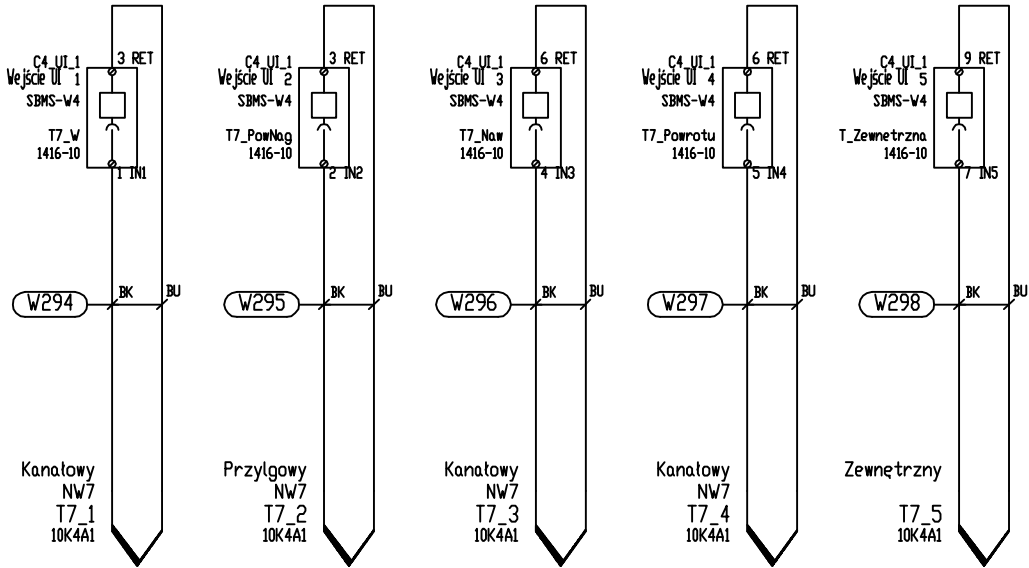 C4_UI_1
3 RET
Wejście UI 1
SBMS-W4
T7_W
1416-10
1 IN1
C4_UI_1
3 RET
Wejście UI 2
SBMS-W4
T7_PowNag
1416-10
2 IN2
C4_UI_1
6 RET
Wejście UI 3
SBMS-W4
T7_Naw
1416-10
4 IN3
C4_UI_1
6 RET
Wejście UI 4
SBMS-W4
T7_Powrotu
1416-10
5 IN4
C4_UI_1
9 RET
Wejście UI 5
SBMS-W4
T_Zewnetrzna
1416-10
7 IN5
W294
BK
BU
W295
BK
BU
W296
BK
BU
W297
BK
BU
W298
BK
BU
Kanałowy
NW7
T7_1
10K4A1
Przylgowy
NW7
T7_2
10K4A1
Kanałowy
NW7
T7_3
10K4A1
Kanałowy
NW7
T7_4
10K4A1
Zewnętrzny
T7_5
10K4A1